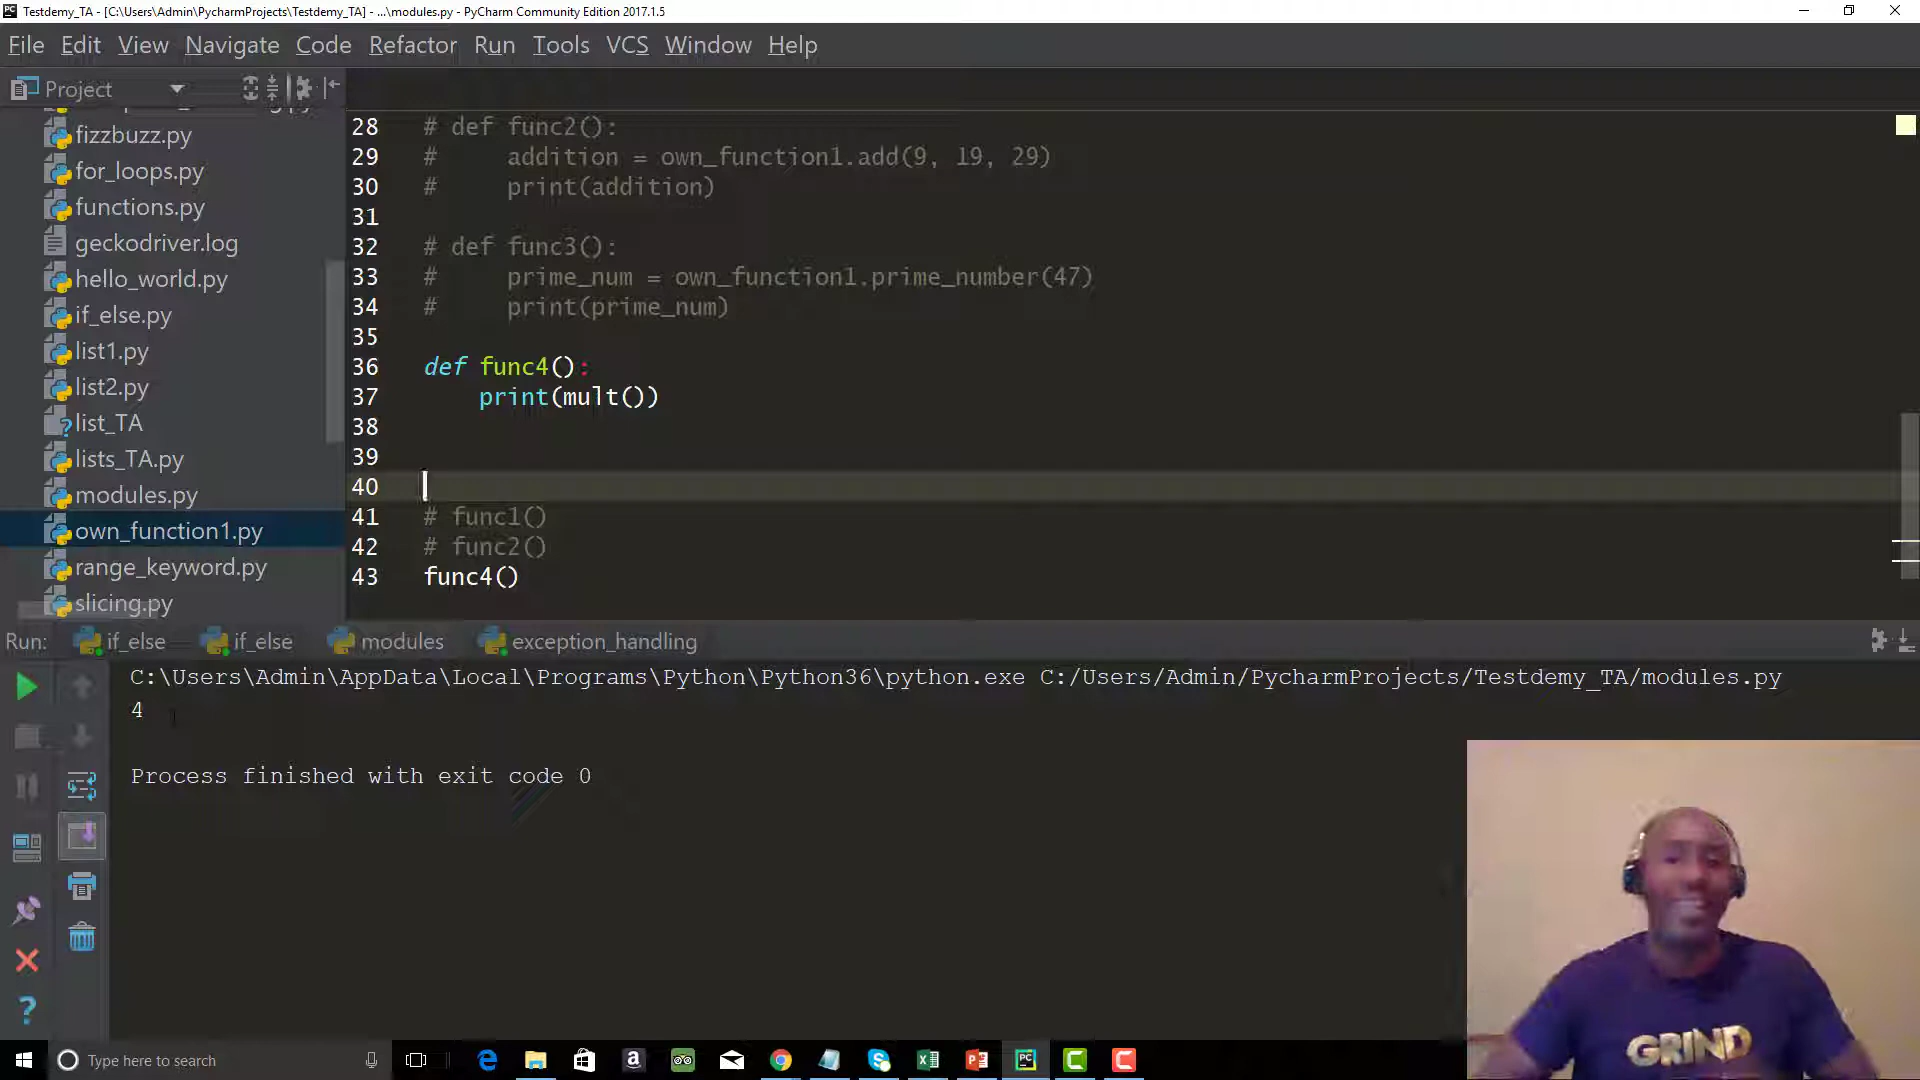 Testdemy_TA - [C:\Users\Admin\PycharmProjects\Testdemy_TA] - ...\modules.py - PyCharm Community Edition 2017.1.5
File Edit View Navigate Code Refactor Run Tools VCS Window Help
Project
fizzbuzz.py
for_loops.py
functions.py
geckodriver.log
hello_world.py
if_else.py
list1.py
list2.py
list_TA
lists_TA.py
modules.py
own_function1.py
range_keyword.py
slicing.py
28 # def func2():
29 #     addition = own_function1.add(9, 19, 29)
30 #     print(addition)
31
32 # def func3():
33 #     prime_num = own_function1.prime_number(47)
34 #     print(prime_num)
35
36 def func4():
37     print(mult())
38
39
40
41 # func1()
42 # func2()
43 func4()
Run: if_else if_else modules exception_handling
C:\Users\Admin\AppData\Local\Programs\Python\Python36\python.exe C:/Users/Admin/PycharmProjects/Testdemy_TA/modules.py
4
Process finished with exit code 0
GRIND
Type here to search